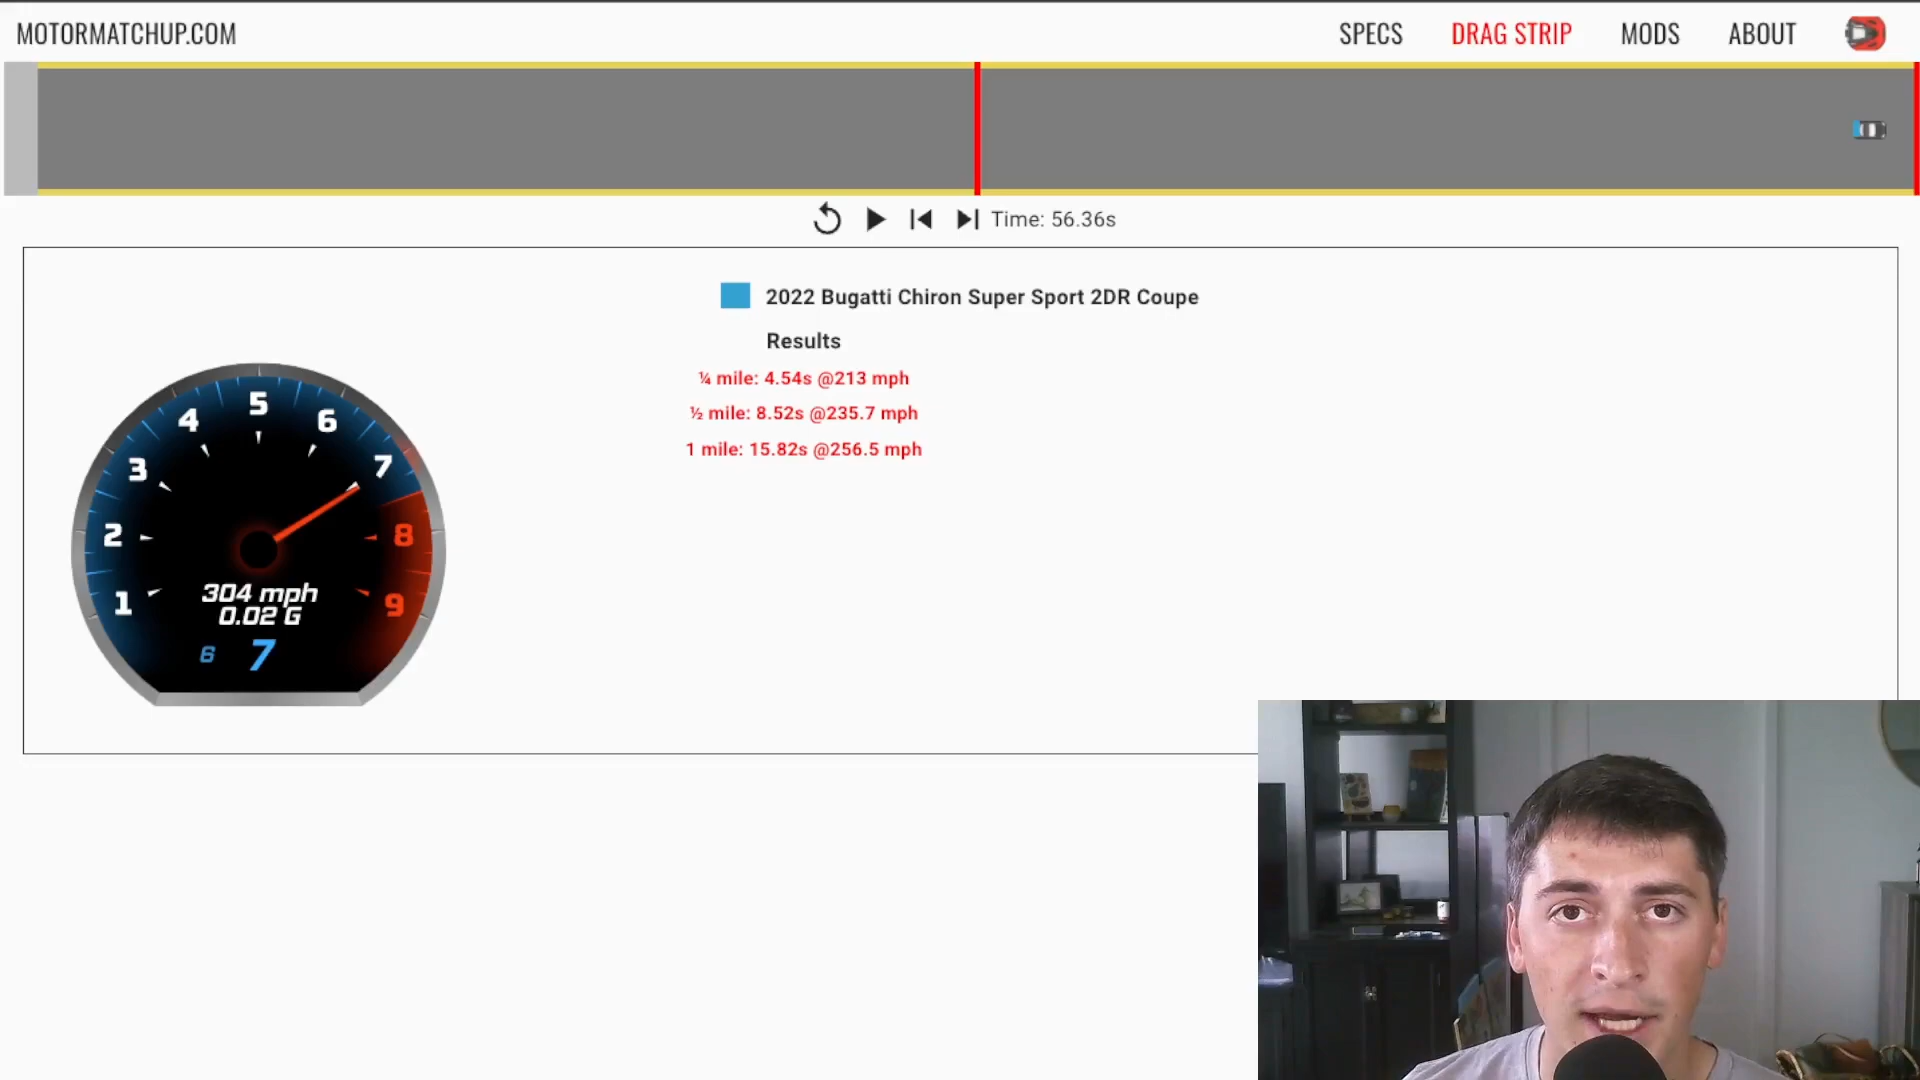 MOTORMATCHUP.COM
SPECS
DRAG STRIP
MODS
ABOUT
Time: 56.36s
2022 Bugatti Chiron Super Sport 2DR Coupe
Results
¼ mile: 4.54s @213 mph
½ mile: 8.52s @235.7 mph
1 mile: 15.82s @256.5 mph
1
2
3
4
5
6
7
8
9
304 mph
0.02 G
6 7